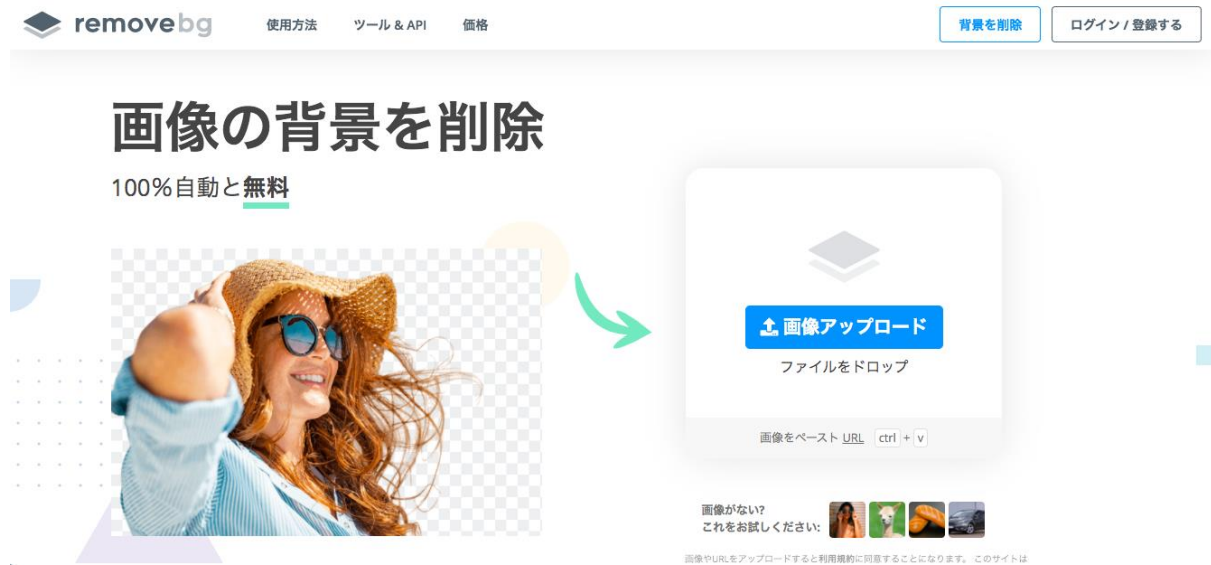 removebg 使用方法 ツール & API 価格 背景を削除 ログイン / 登録する
画像の背景を削除
100%自動と無料
画像アップロード
ファイルをドロップ
画像をペースト URL ctrl + v
画像がない?
これをお試しください:
画像やURLをアップロードすると利用規約に同意することになります。 このサイトは